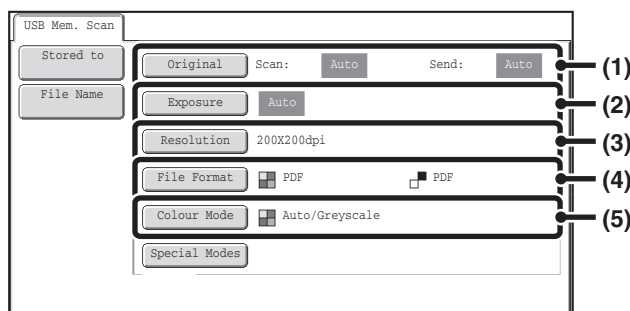 USB Mem. Scan
Stored to
File Name
Original Scan: Auto Send: Auto (1)
Exposure Auto (2)
Resolution 200X200dpi (3)
File Format PDF PDF (4)
Colour Mode Auto/Greyscale (5)
Special Modes